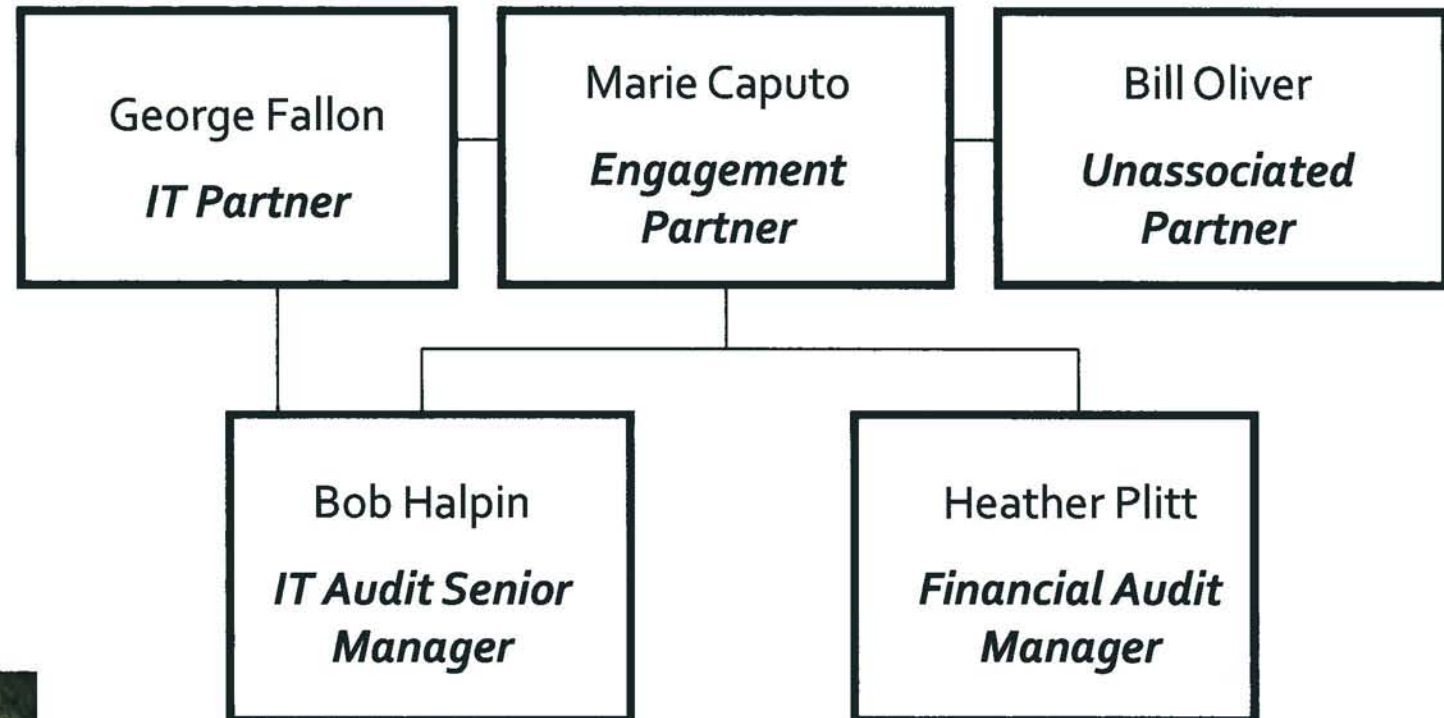 George Fallon
IT Partner
Marie Caputo
Engagement
Partner
Bill Oliver
Unassociated
Partner
Bob Halpin
IT Audit Senior
Manager
Heather Plitt
Financial Audit
Manager